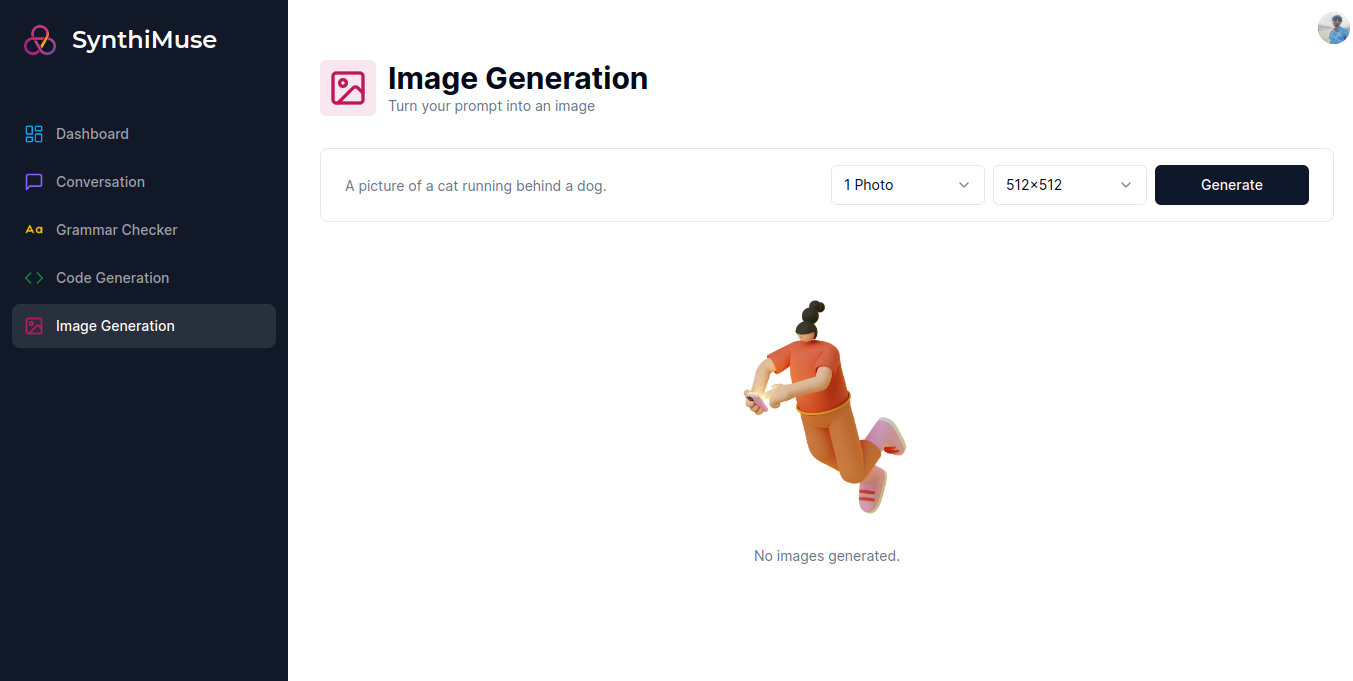 SynthiMuse
Dashboard
Conversation
Grammar Checker
Code Generation
Image Generation
Image Generation
Turn your prompt into an image
A picture of a cat running behind a dog.
1 Photo
512×512
Generate
No images generated.